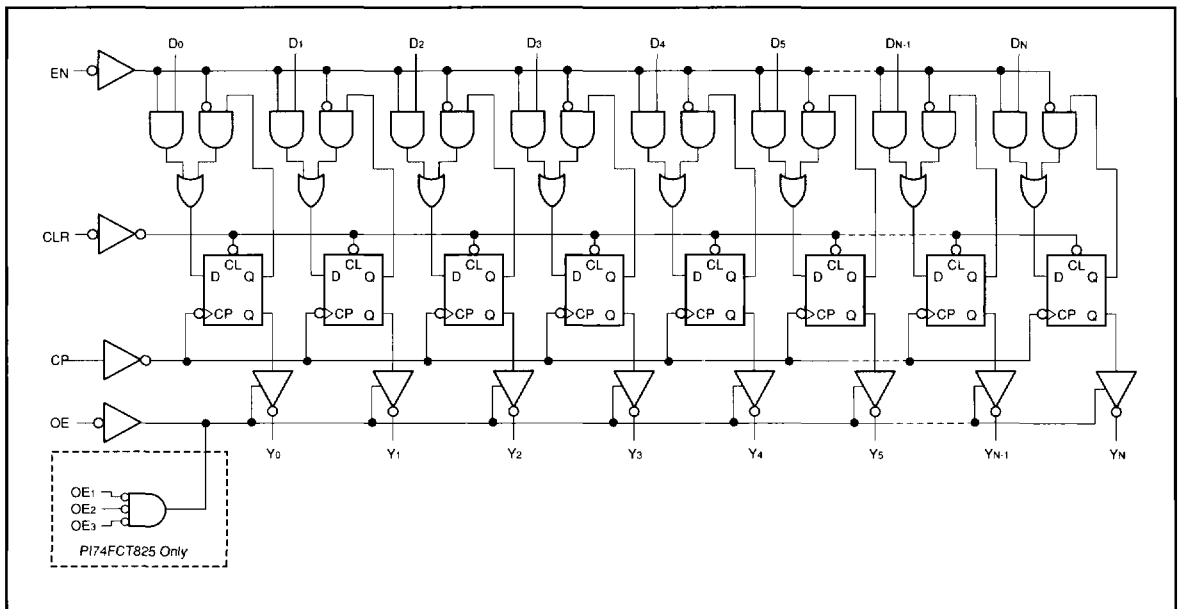 D0 D1 D2 D3 D4 D5 DN-1 DN
EN
CLR
CL CL CL CL CL CL CL CL
D Q D Q D Q D Q D Q D Q D Q D Q
CP Q CP Q CP Q CP Q CP Q CP Q CP Q CP Q
CP
OE
Y0 Y1 Y2 Y3 Y4 Y5 YN-1 YN
OE1
OE2
OE3
PI74FCT825 Only